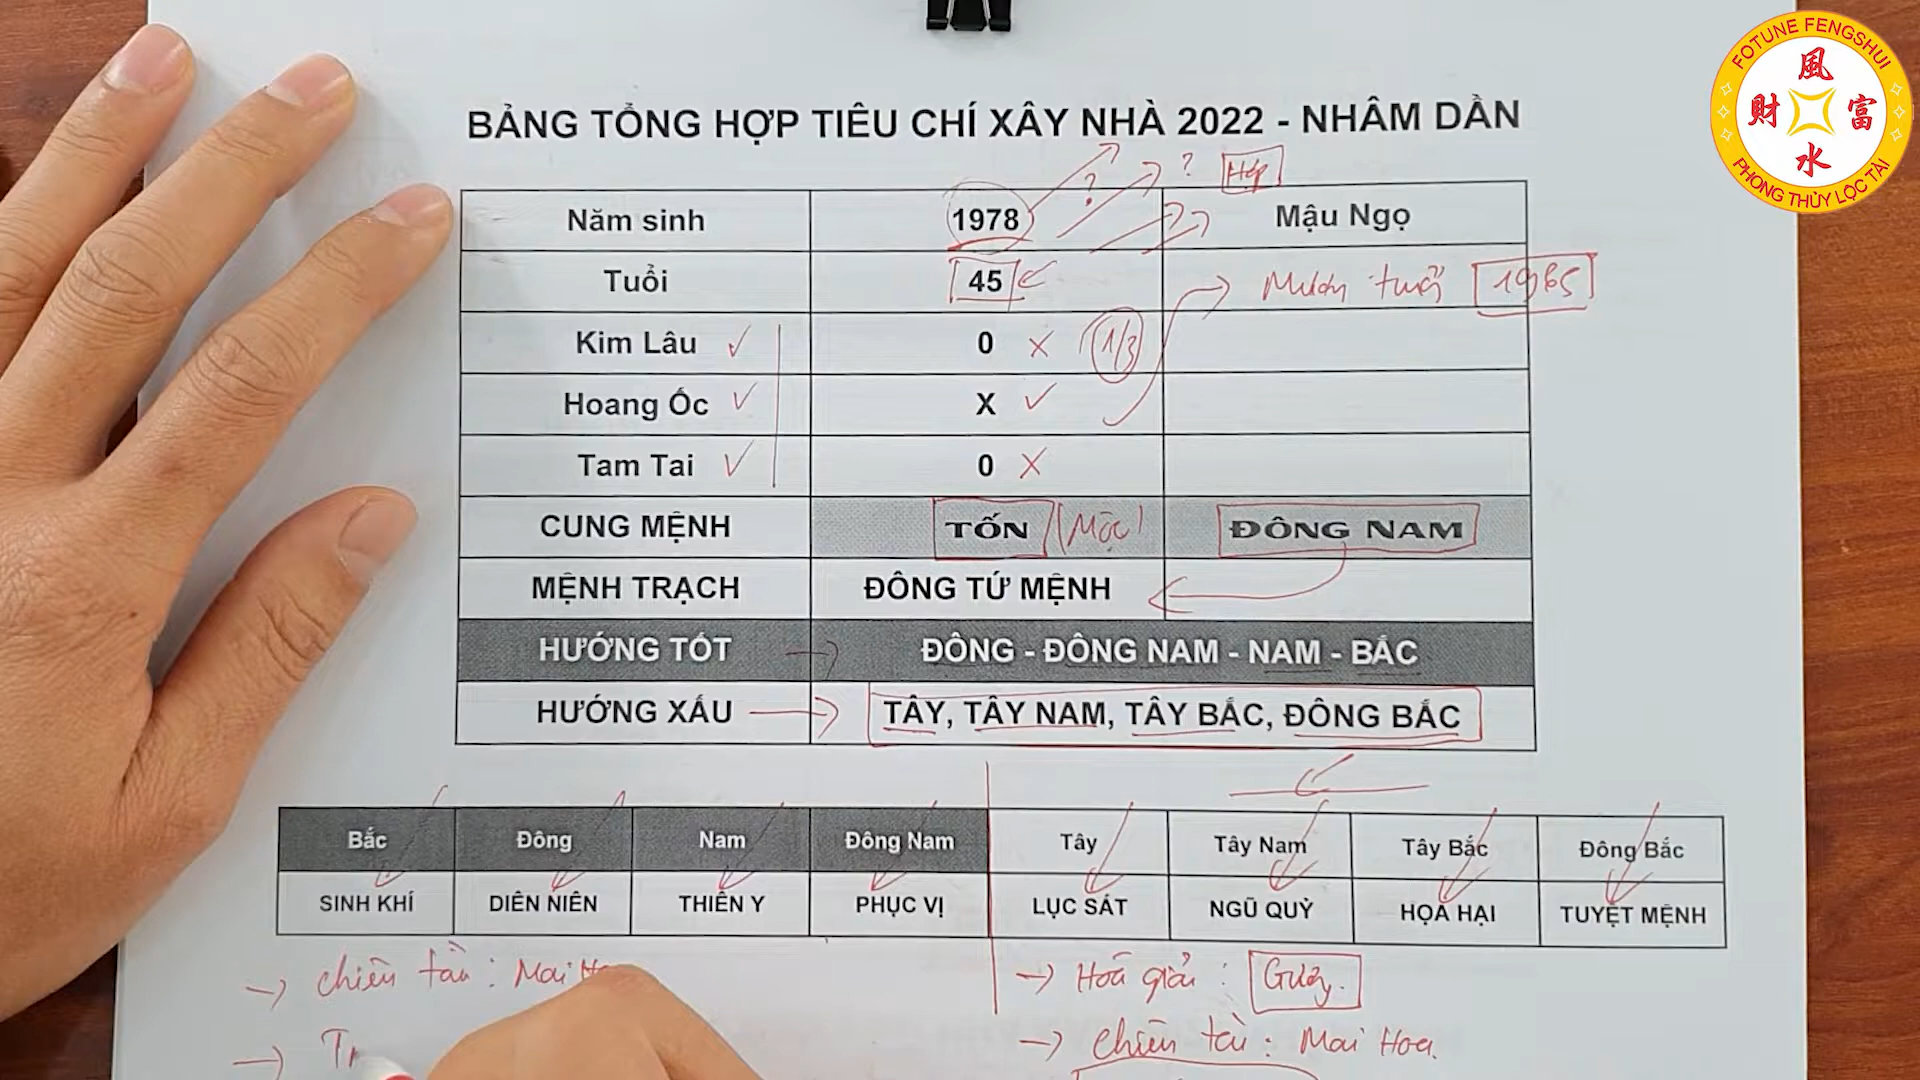 FOTUNE FENGSHUI
風
財 富
水
PHONG THỦY LỘC TÀI
BẢNG TỔNG HỢP TIÊU CHÍ XÂY NHÀ 2022 - NHÂM DẦN
? ? Hợp
Năm sinh 1978 Mậu Ngọ
Tuổi 45 Mượn tuổi 1985
Kim Lâu 0 1/3
Hoang Ốc X
Tam Tai 0
CUNG MỆNH TỐN (Mộc) ĐÔNG NAM
MỆNH TRẠCH ĐÔNG TỨ MỆNH
HƯỚNG TỐT ĐÔNG - ĐÔNG NAM - NAM - BẮC
HƯỚNG XẤU TÂY, TÂY NAM, TÂY BẮC, ĐÔNG BẮC
Bắc Đông Nam Đông Nam Tây Tây Nam Tây Bắc Đông Bắc
SINH KHÍ DIÊN NIÊN THIÊN Y PHỤC VỊ LỤC SÁT NGŨ QUỶ HỌA HẠI TUYỆT MỆNH
→ chiêu tài: Mai → Hoá giải: Gương.
→ → chiêu tài: Mai Hoa.